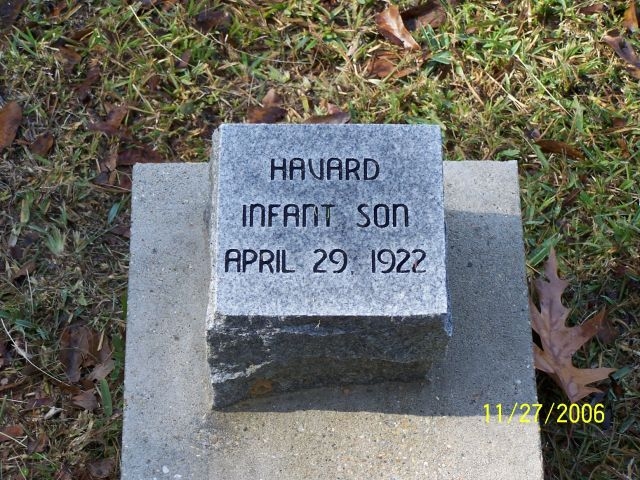 HAVARD
INFANT SON
APRIL 29, 1922
11/27/2006